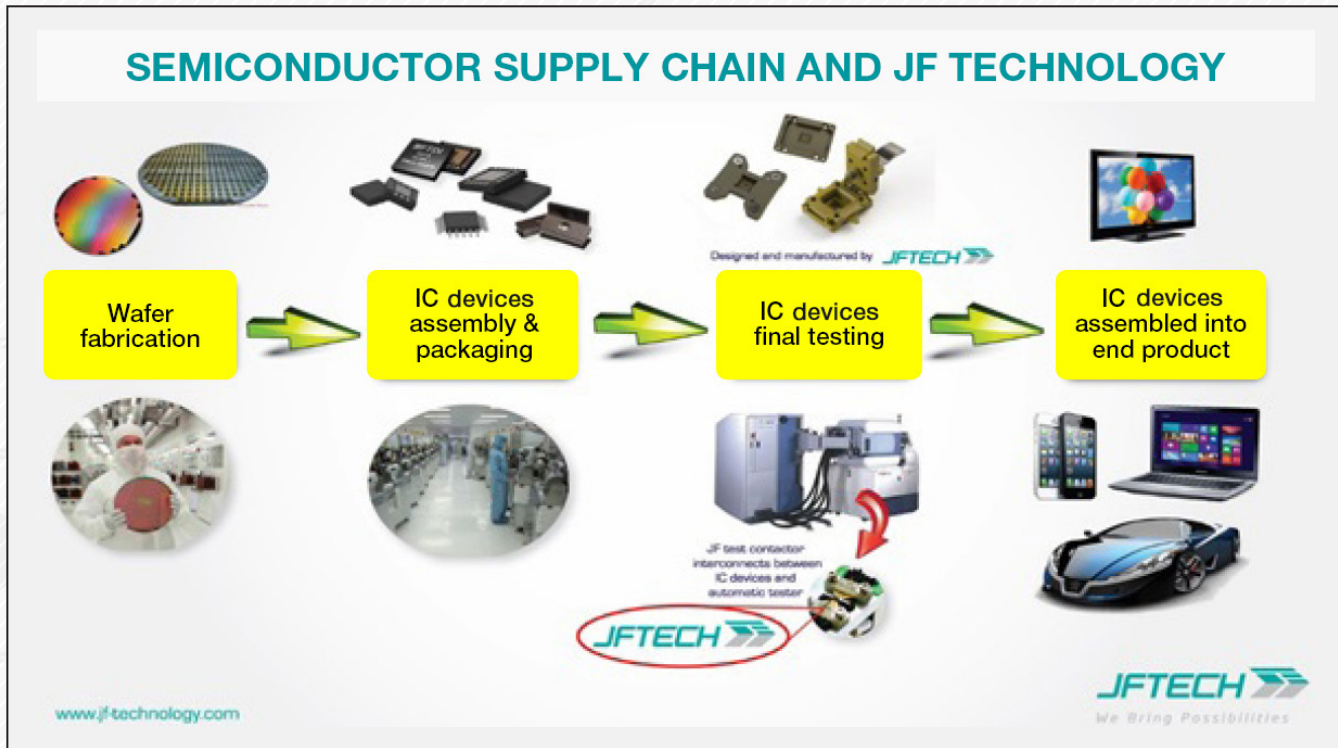 SEMICONDUCTOR SUPPLY CHAIN AND JF TECHNOLOGY
Designed and manufactured by JFTECH
Wafer
fabrication
IC devices
assembly &
packaging
IC devices
final testing
IC devices
assembled into
end product
JF test contactor
interconnects between
IC devices and
automatic tester
JFTECH
www.jf-technology.com
JFTECH
We Bring Possibilities